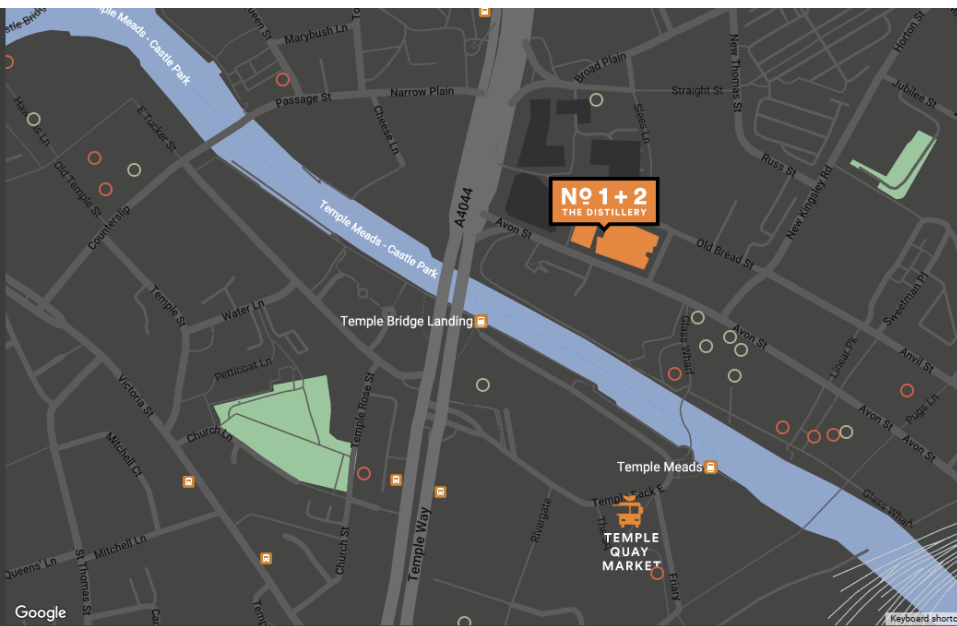 Temple Meads - Castle Park
Marybush Ln
Passage St
Narrow Plain
Cheese Ln
E Tucker St
Old Temple St
Counterslip
Broad Plain
Straight St
New Thomas St
Horton St
Jubilee St
Russ St
New Kingsley Rd
A4044
Nº 1+2
THE DISTILLERY
Avon St
Old Bread St
Temple Meads - Castle Park
Sweetman Pl
Temple St
Water Ln
Temple Bridge Landing
Glass Wharf
Avon St
Linear Pk
Anvil St
Pugs Ln
Petticoat Ln
Victoria St
Temple Rose St
Church Ln
Mitchell Ct
Avon St
Avon St
Temple Meads
Temple Back E
Rivergate
Glass Wharf
TEMPLE
QUAY
MARKET
Temple Way
Mitchell Ln
Queens' Ln
St Thomas St
Church St
Friary
Google
Keyboard shortc